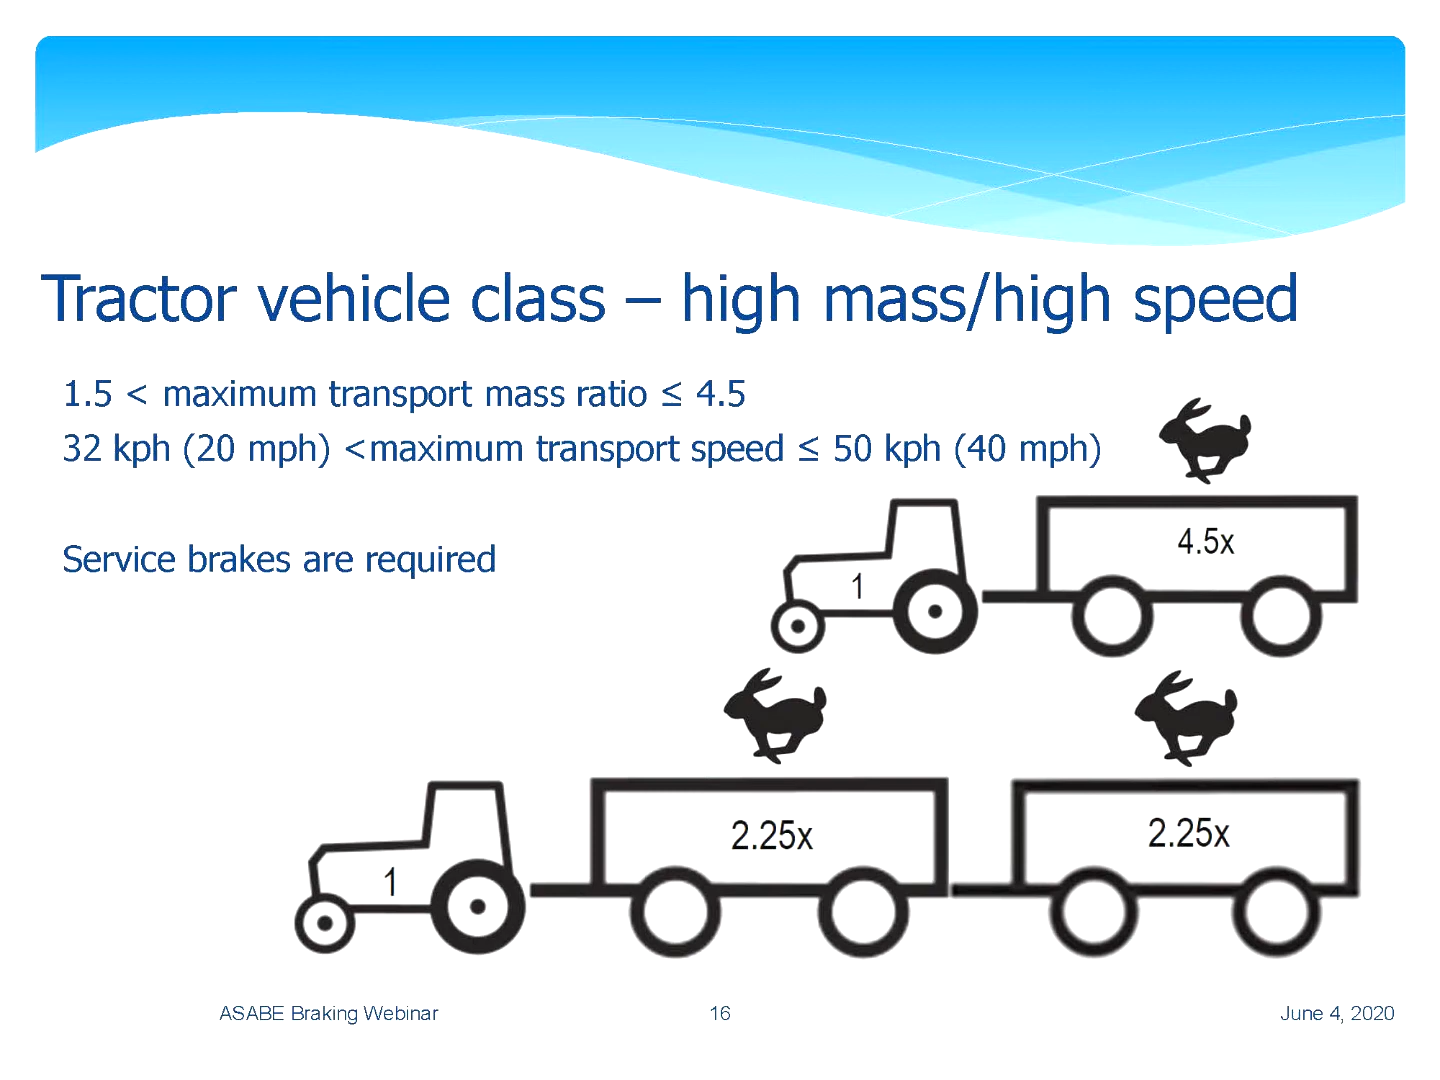 Tractor vehicle class – high mass/high speed
1.5 < maximum transport mass ratio ≤ 4.5
32 kph (20 mph) <maximum transport speed ≤ 50 kph (40 mph)
Service brakes are required
4.5x
1
2.25x
2.25x
1
ASABE Braking Webinar
16
June 4, 2020